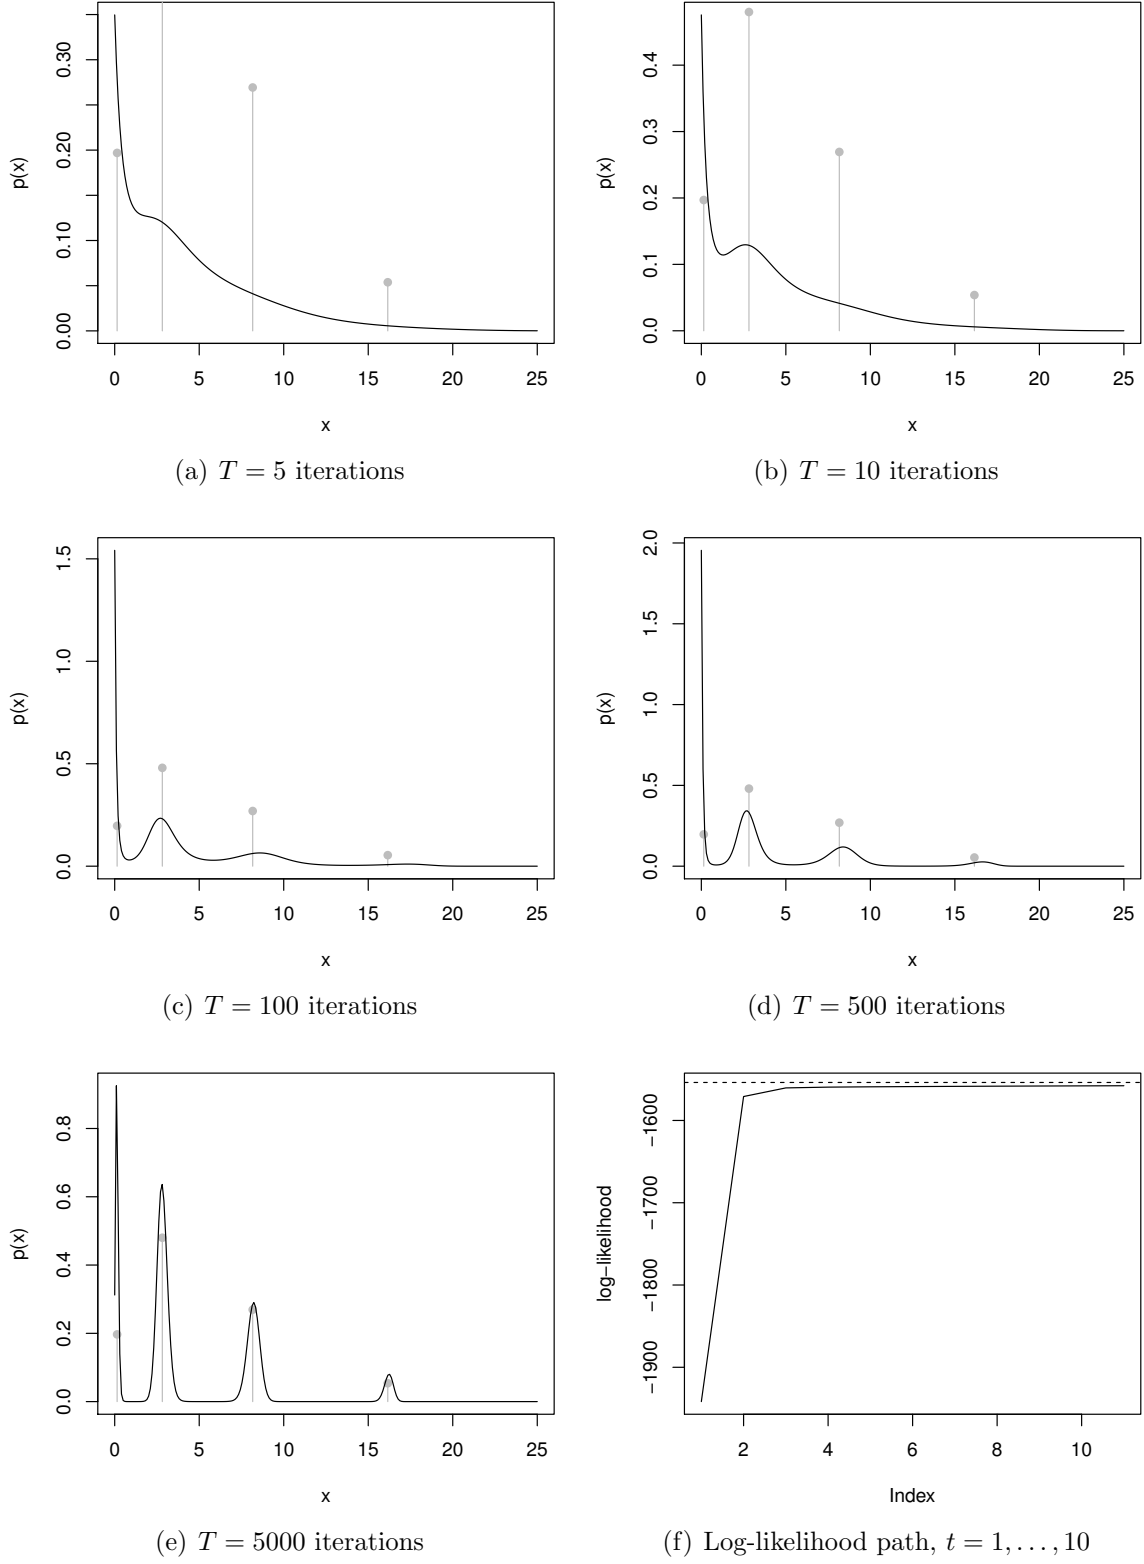 0.00 0.10 0.20 0.30
p(x)
0 5 10 15 20 25
x
(a) T = 5 iterations
0.0 0.1 0.2 0.3 0.4
p(x)
0 5 10 15 20 25
x
(b) T = 10 iterations
0.0 0.5 1.0 1.5
p(x)
0 5 10 15 20 25
x
(c) T = 100 iterations
0.0 0.5 1.0 1.5 2.0
p(x)
0 5 10 15 20 25
x
(d) T = 500 iterations
0.0 0.2 0.4 0.6 0.8
p(x)
0 5 10 15 20 25
x
(e) T = 5000 iterations
−1900 −1800 −1700 −1600
log−likelihood
2 4 6 8 10
Index
(f) Log-likelihood path, t = 1, . . . , 10